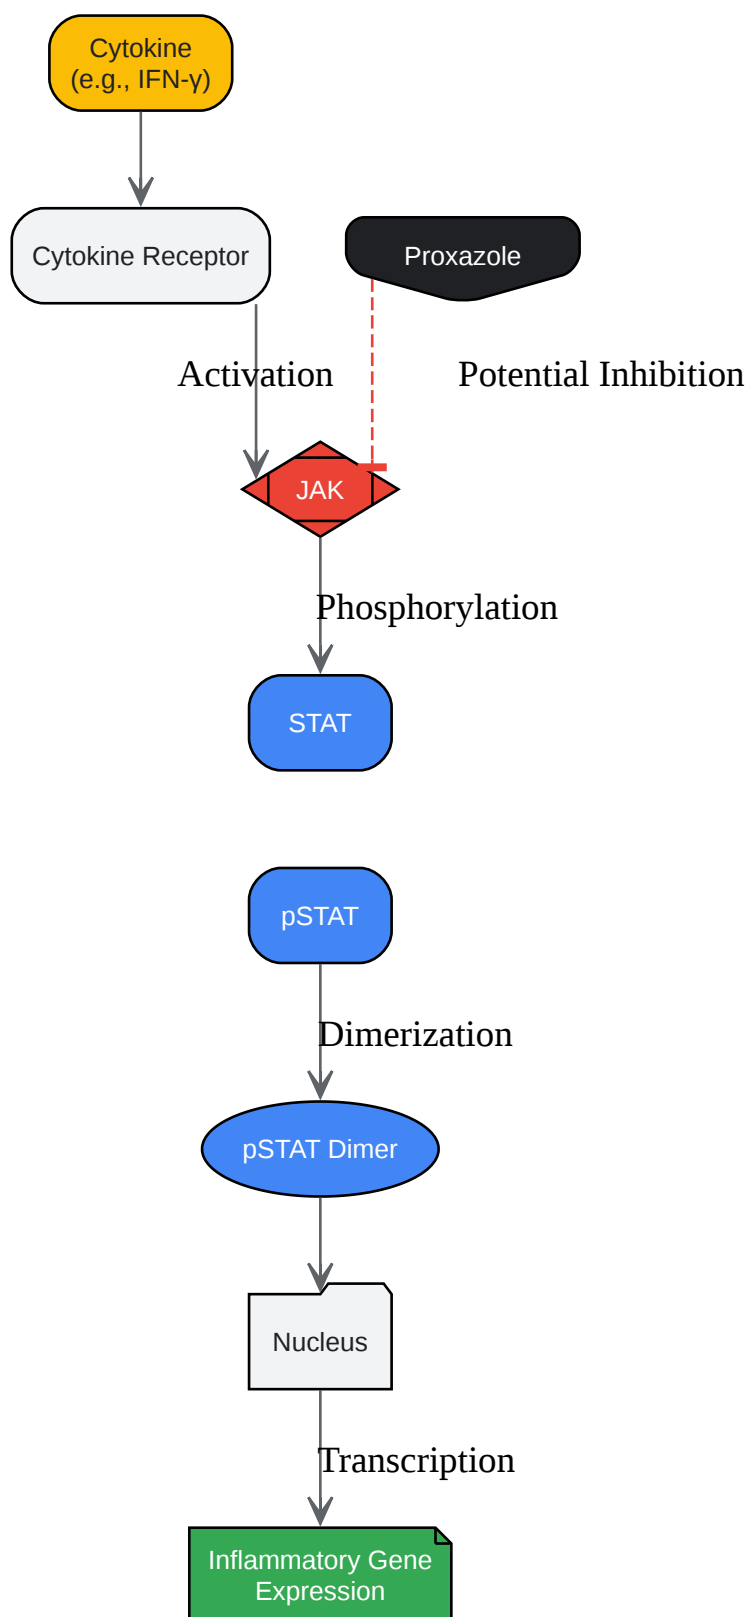 Cytokine
(e.g., IFN-γ)
Cytokine Receptor
Proxazole
Activation
Potential Inhibition
JAK
Phosphorylation
STAT
pSTAT
Dimerization
pSTAT Dimer
Nucleus
Transcription
Inflammatory Gene
Expression